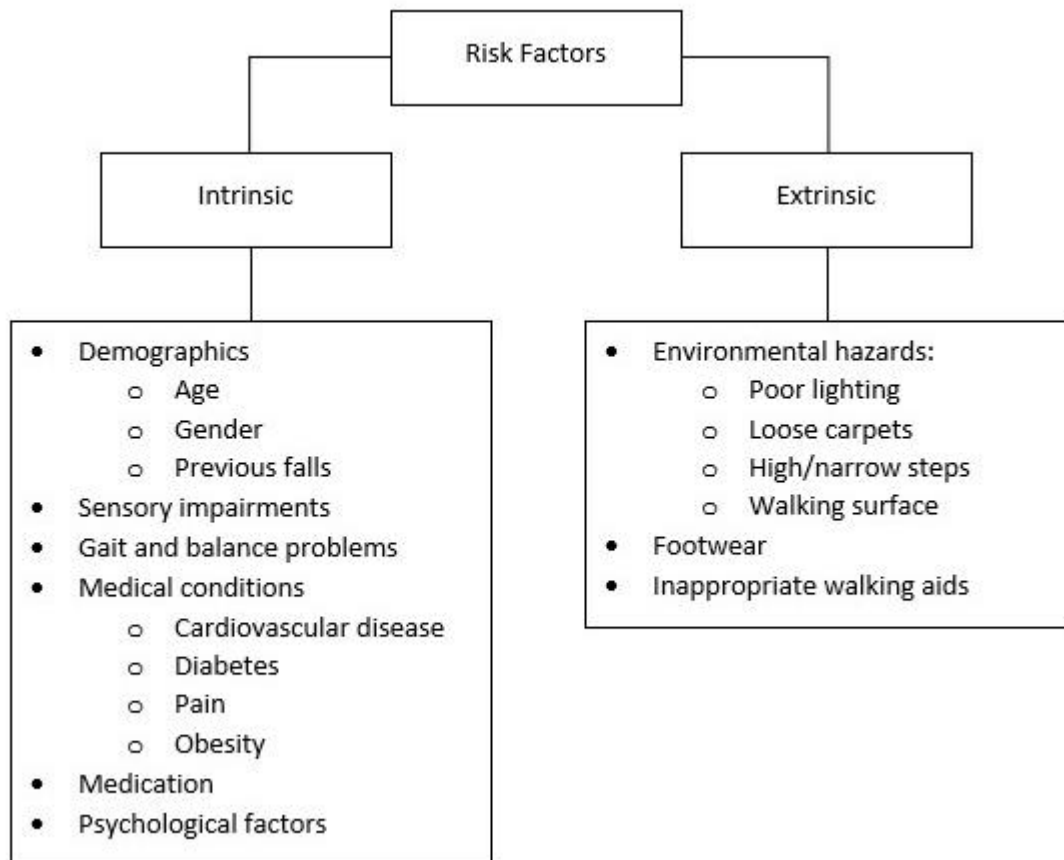 Risk Factors
Intrinsic
Extrinsic
• Demographics
o Age
o Gender
o Previous falls
• Sensory impairments
• Gait and balance problems
• Medical conditions
o Cardiovascular disease
o Diabetes
o Pain
o Obesity
• Medication
• Psychological factors
• Environmental hazards:
o Poor lighting
o Loose carpets
o High/narrow steps
o Walking surface
• Footwear
• Inappropriate walking aids